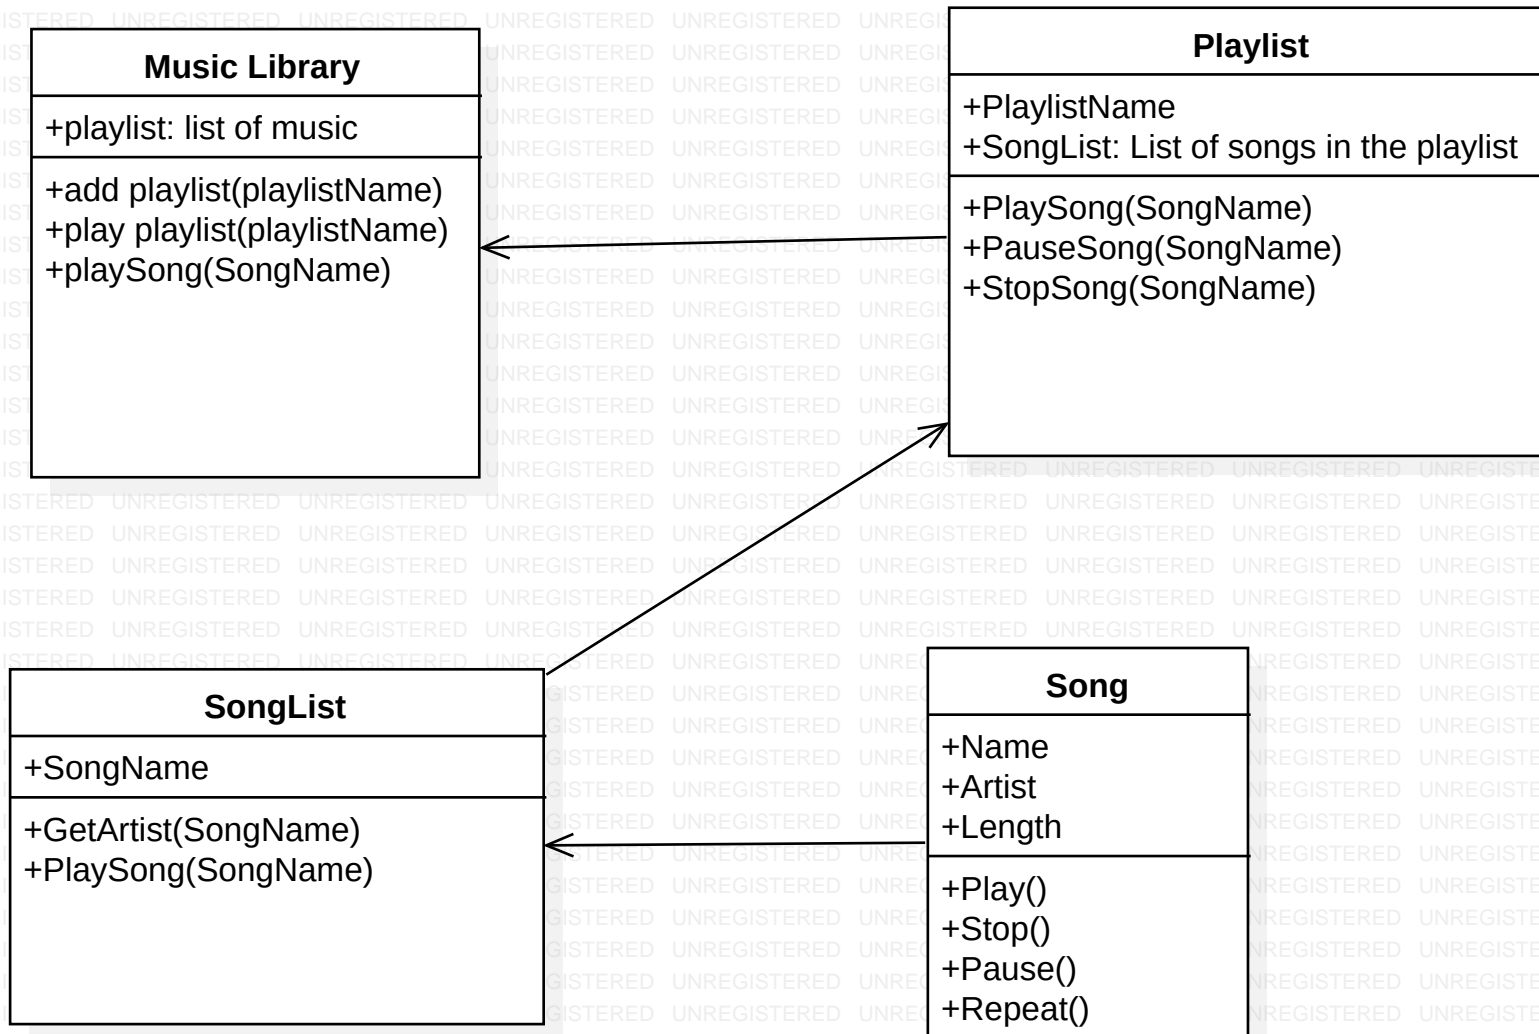 Music Library
+playlist: list of music
+add playlist(playlistName)
+play playlist(playlistName)
+playSong(SongName)
Playlist
+PlaylistName
+SongList: List of songs in the playlist
+PlaySong(SongName)
+PauseSong(SongName)
+StopSong(SongName)
SongList
+SongName
+GetArtist(SongName)
+PlaySong(SongName)
Song
+Name
+Artist
+Length
+Play()
+Stop()
+Pause()
+Repeat()
UNREGISTERED